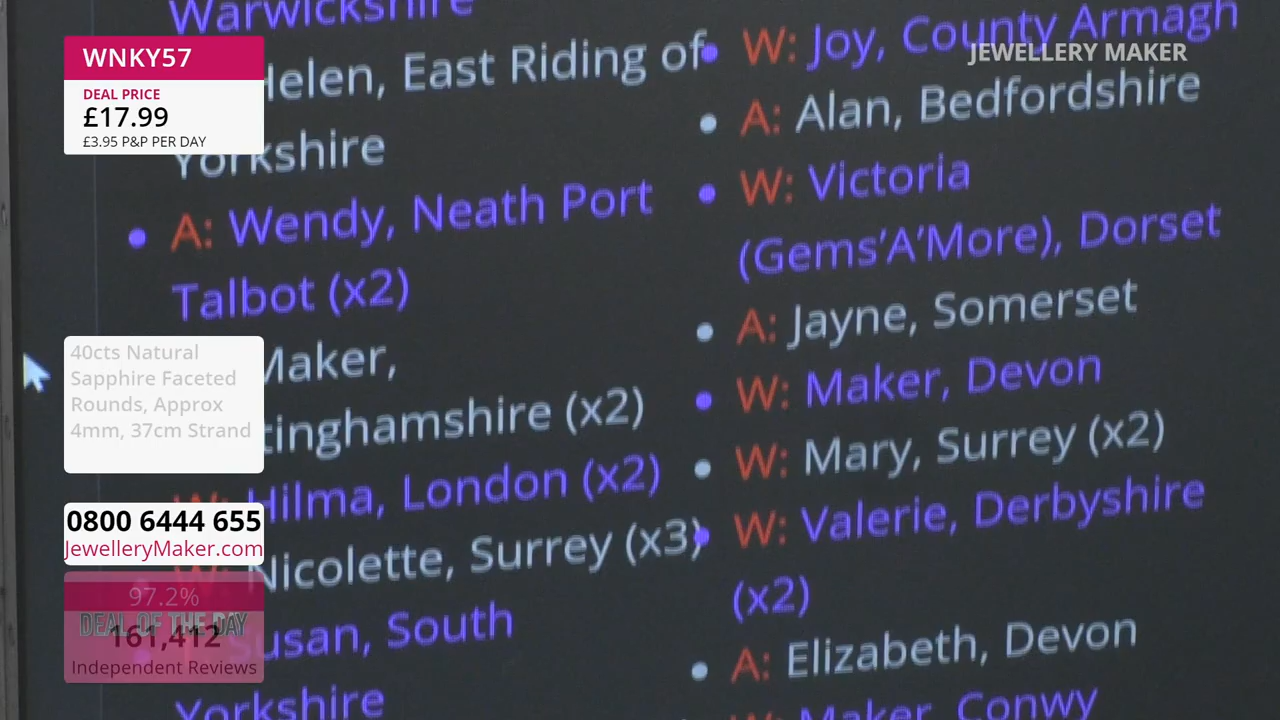 WNKY57
DEAL PRICE
£17.99
£3.95 P&P PER DAY
JEWELLERY MAKER
Warwickshire
Helen, East Riding of
Yorkshire
A: Wendy, Neath Port
Talbot (x2)
Maker,
tinghamshire (x2)
W: Hilma, London (x2)
W: Nicolette, Surrey (x3)
Susan, South
Yorkshire
W: Joy, County Armagh
A: Alan, Bedfordshire
W: Victoria
(Gems'A'More), Dorset
A: Jayne, Somerset
W: Maker, Devon
W: Mary, Surrey (x2)
W: Valerie, Derbyshire
(x2)
A: Elizabeth, Devon
W: Maker, Conwy
40cts Natural
Sapphire Faceted
Rounds, Approx
4mm, 37cm Strand
0800 6444 655
JewelleryMaker.com
97.2%
DEAL OF THE DAY
161,412
Independent Reviews